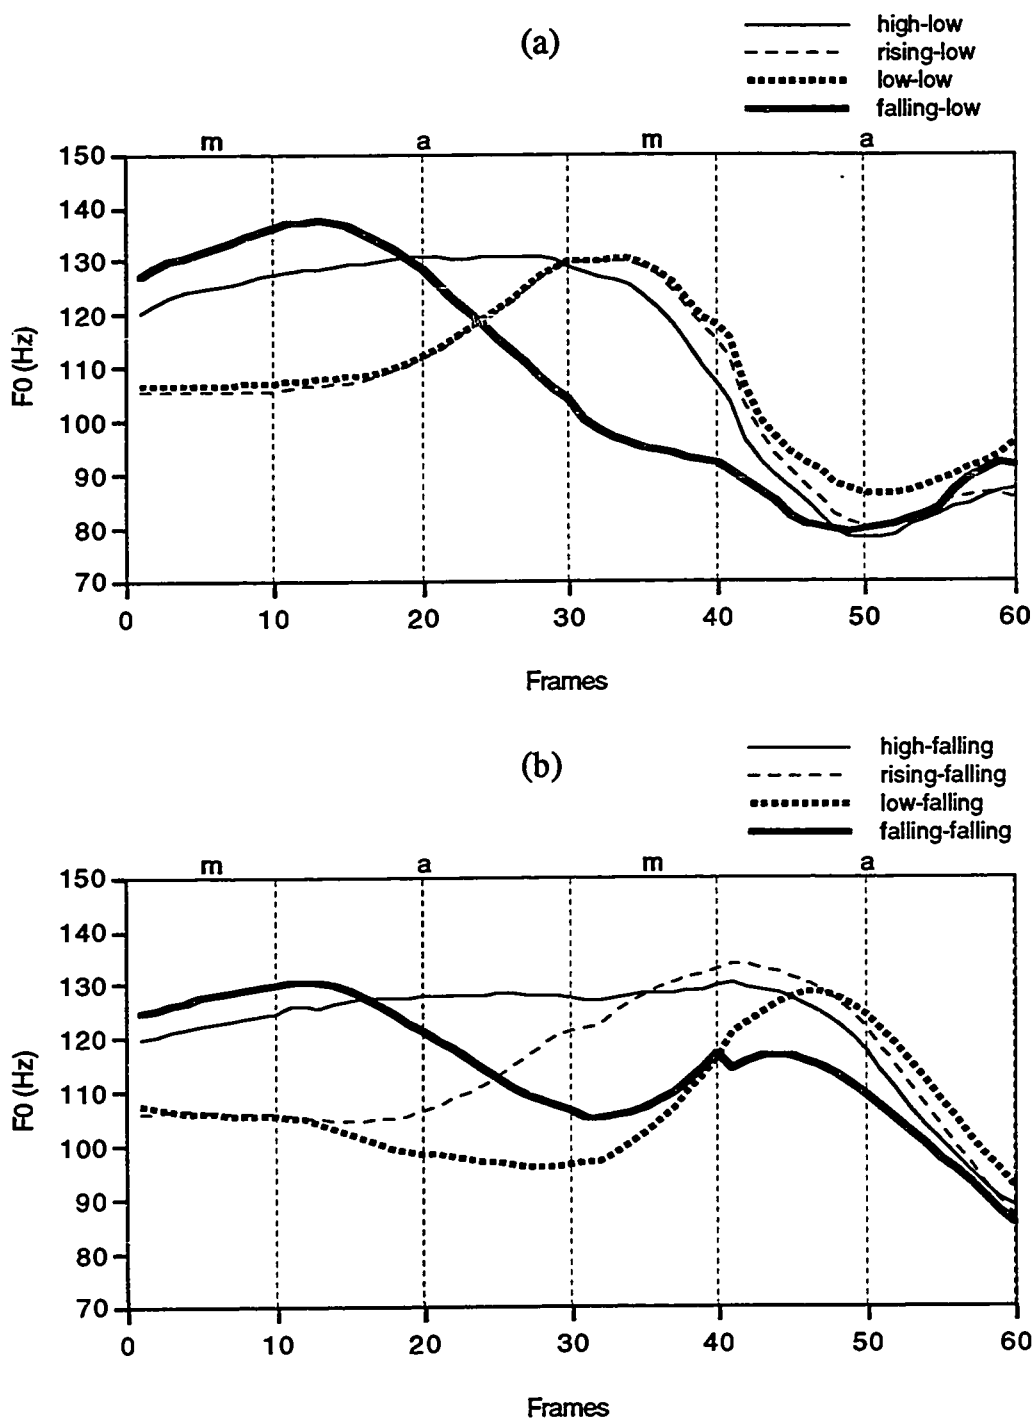 (a)
high-low
rising-low
low-low
falling-low
m a m a
150
140
130
120
110
100
90
80
70
F0 (Hz)
0 10 20 30 40 50 60
Frames
(b)
high-falling
rising-falling
low-falling
falling-falling
m a m a
150
140
130
120
110
100
90
80
70
F0 (Hz)
0 10 20 30 40 50 60
Frames